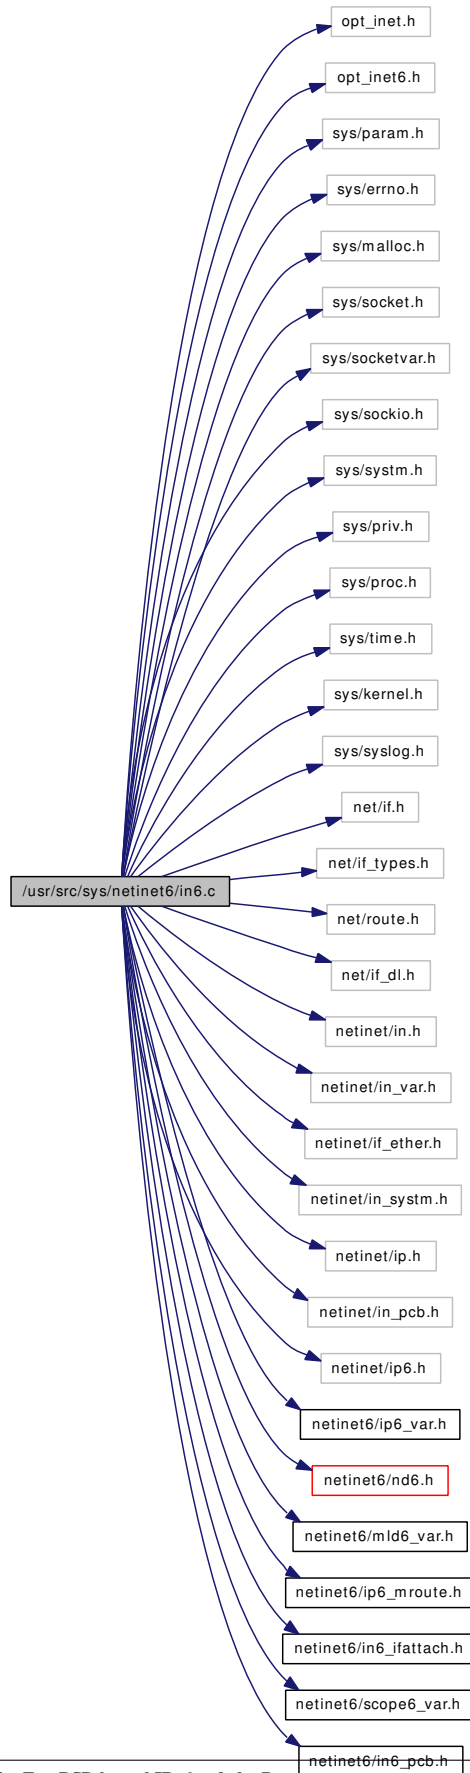 opt_inet.h
opt_inet6.h
sys/param.h
sys/errno.h
sys/malloc.h
sys/socket.h
sys/socketvar.h
sys/sockio.h
sys/systm.h
sys/priv.h
sys/proc.h
sys/time.h
sys/kernel.h
sys/syslog.h
net/if.h
net/if_types.h
/usr/src/sys/netinet6/in6.c
net/route.h
net/if_dl.h
netinet/in.h
netinet/in_var.h
netinet/if_ether.h
netinet/in_systm.h
netinet/ip.h
netinet/in_pcb.h
netinet/ip6.h
netinet6/ip6_var.h
netinet6/nd6.h
netinet6/mld6_var.h
netinet6/ip6_mroute.h
netinet6/in6_ifattach.h
netinet6/scope6_var.h
netinet6/in6_pcb.h